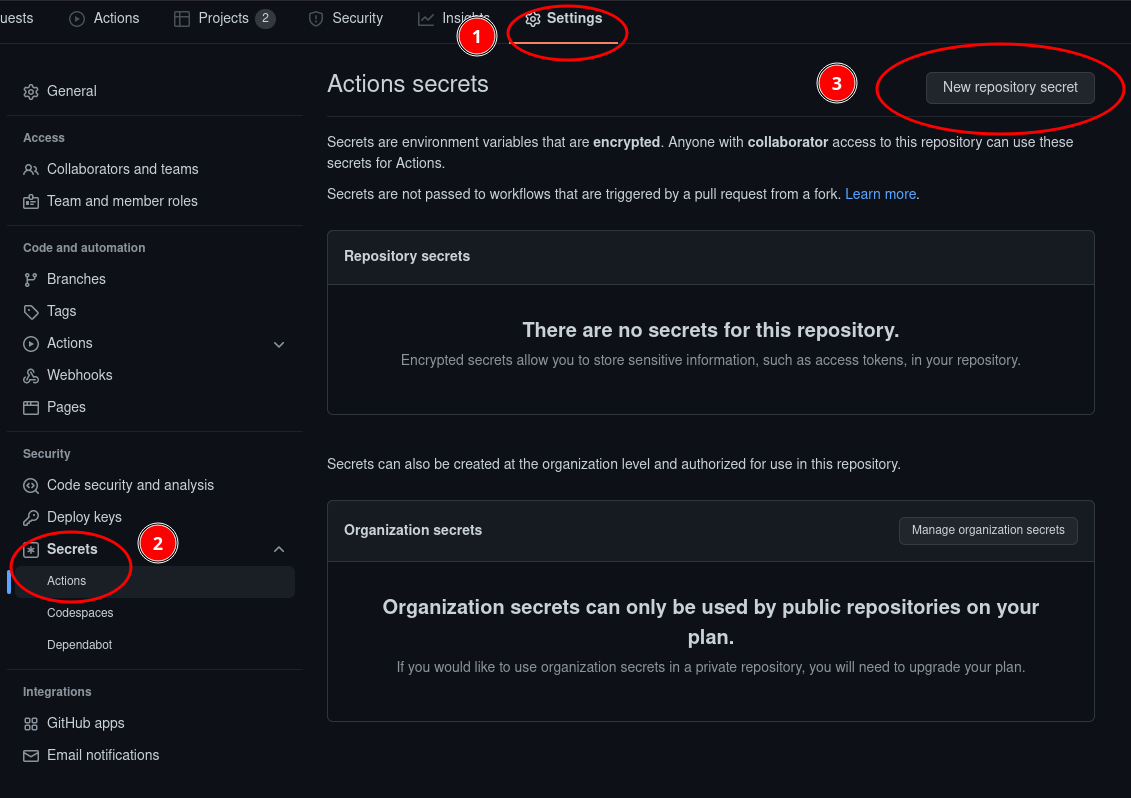 uests Actions Projects 2 Security Insights Settings
1
General
Access
Collaborators and teams
Team and member roles
Code and automation
Branches
Tags
Actions
Webhooks
Pages
Security
Code security and analysis
Deploy keys
Secrets
2
Actions
Codespaces
Dependabot
Integrations
GitHub apps
Email notifications
Actions secrets
3
New repository secret
Secrets are environment variables that are encrypted. Anyone with collaborator access to this repository can use these
secrets for Actions.
Secrets are not passed to workflows that are triggered by a pull request from a fork. Learn more.
Repository secrets
There are no secrets for this repository.
Encrypted secrets allow you to store sensitive information, such as access tokens, in your repository.
Secrets can also be created at the organization level and authorized for use in this repository.
Organization secrets
Manage organization secrets
Organization secrets can only be used by public repositories on your
plan.
If you would like to use organization secrets in a private repository, you will need to upgrade your plan.